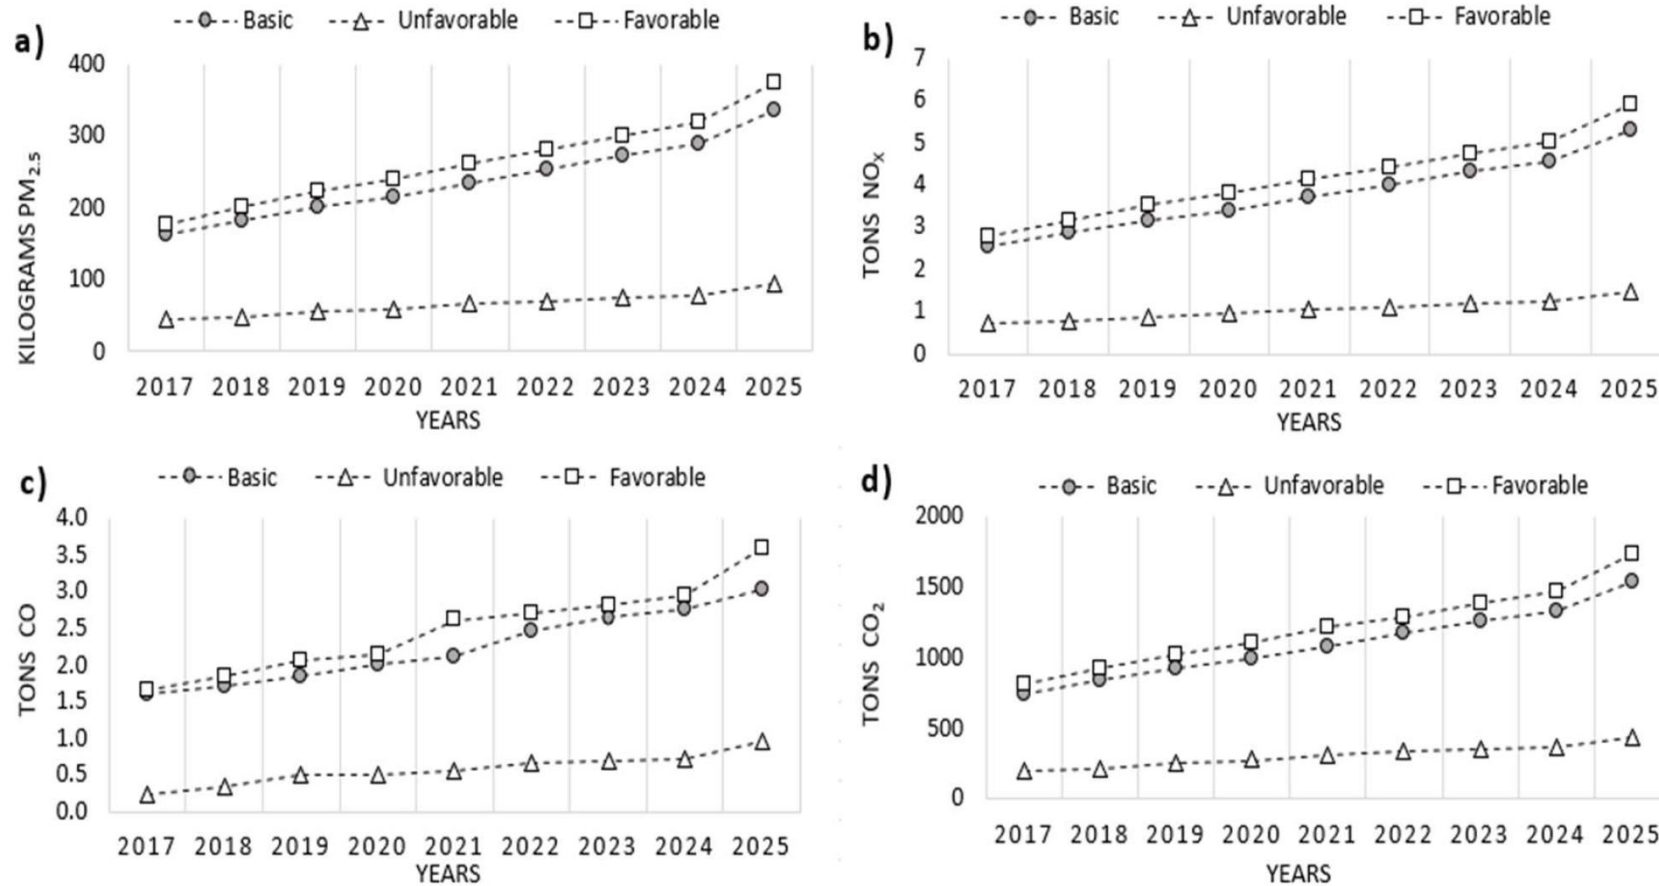 a)
Basic Unfavorable Favorable
400
300
200
100
0
KILOGRAMS PM2.5
2017 2018 2019 2020 2021 2022 2023 2024 2025
YEARS
b)
Basic Unfavorable Favorable
7
6
5
4
3
2
1
0
TONS NOX
2017 2018 2019 2020 2021 2022 2023 2024 2025
YEARS
c)
Basic Unfavorable Favorable
4.0
3.5
3.0
2.5
2.0
1.5
1.0
0.5
0.0
TONS CO
2017 2018 2019 2020 2021 2022 2023 2024 2025
YEARS
d)
Basic Unfavorable Favorable
2000
1500
1000
500
0
TONS CO2
2017 2018 2019 2020 2021 2022 2023 2024 2025
YEARS